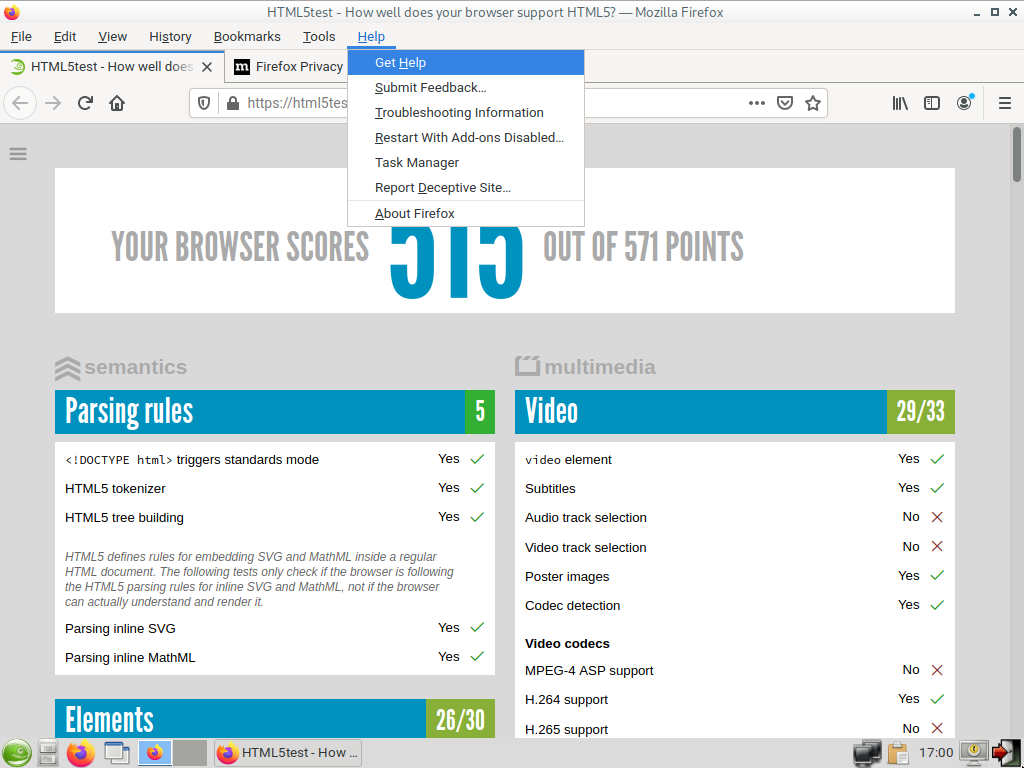 HTML5test - How well does your browser support HTML5? — Mozilla Firefox
File Edit View History Bookmarks Tools Help
HTML5test - How well does
Firefox Privacy
https://html5tes
Get Help
Submit Feedback...
Troubleshooting Information
Restart With Add-ons Disabled...
Task Manager
Report Deceptive Site...
About Firefox
YOUR BROWSER SCORES 515 OUT OF 571 POINTS
semantics
Parsing rules 5
<!DOCTYPE html> triggers standards mode Yes
HTML5 tokenizer Yes
HTML5 tree building Yes
HTML5 defines rules for embedding SVG and MathML inside a regular
HTML document. The following tests only check if the browser is following
the HTML5 parsing rules for inline SVG and MathML, not if the browser
can actually understand and render it.
Parsing inline SVG Yes
Parsing inline MathML Yes
Elements 26/30
multimedia
Video 29/33
video element Yes
Subtitles Yes
Audio track selection No
Video track selection No
Poster images Yes
Codec detection Yes
Video codecs
MPEG-4 ASP support No
H.264 support Yes
H.265 support No
HTML5test - How ...
17:00